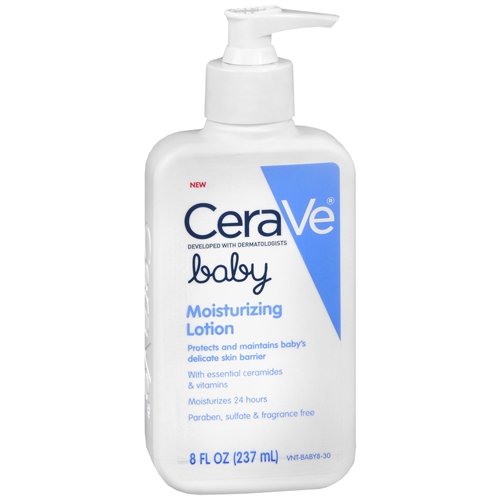 NEW
CeraVe®
DEVELOPED WITH DERMATOLOGISTS
baby
Moisturizing
Lotion
Protects and maintains baby's
delicate skin barrier
With essential ceramides
& vitamins
Moisturizes 24 hours
Paraben, sulfate & fragrance free
8 FL OZ (237 mL)
VNT-BABY8-30